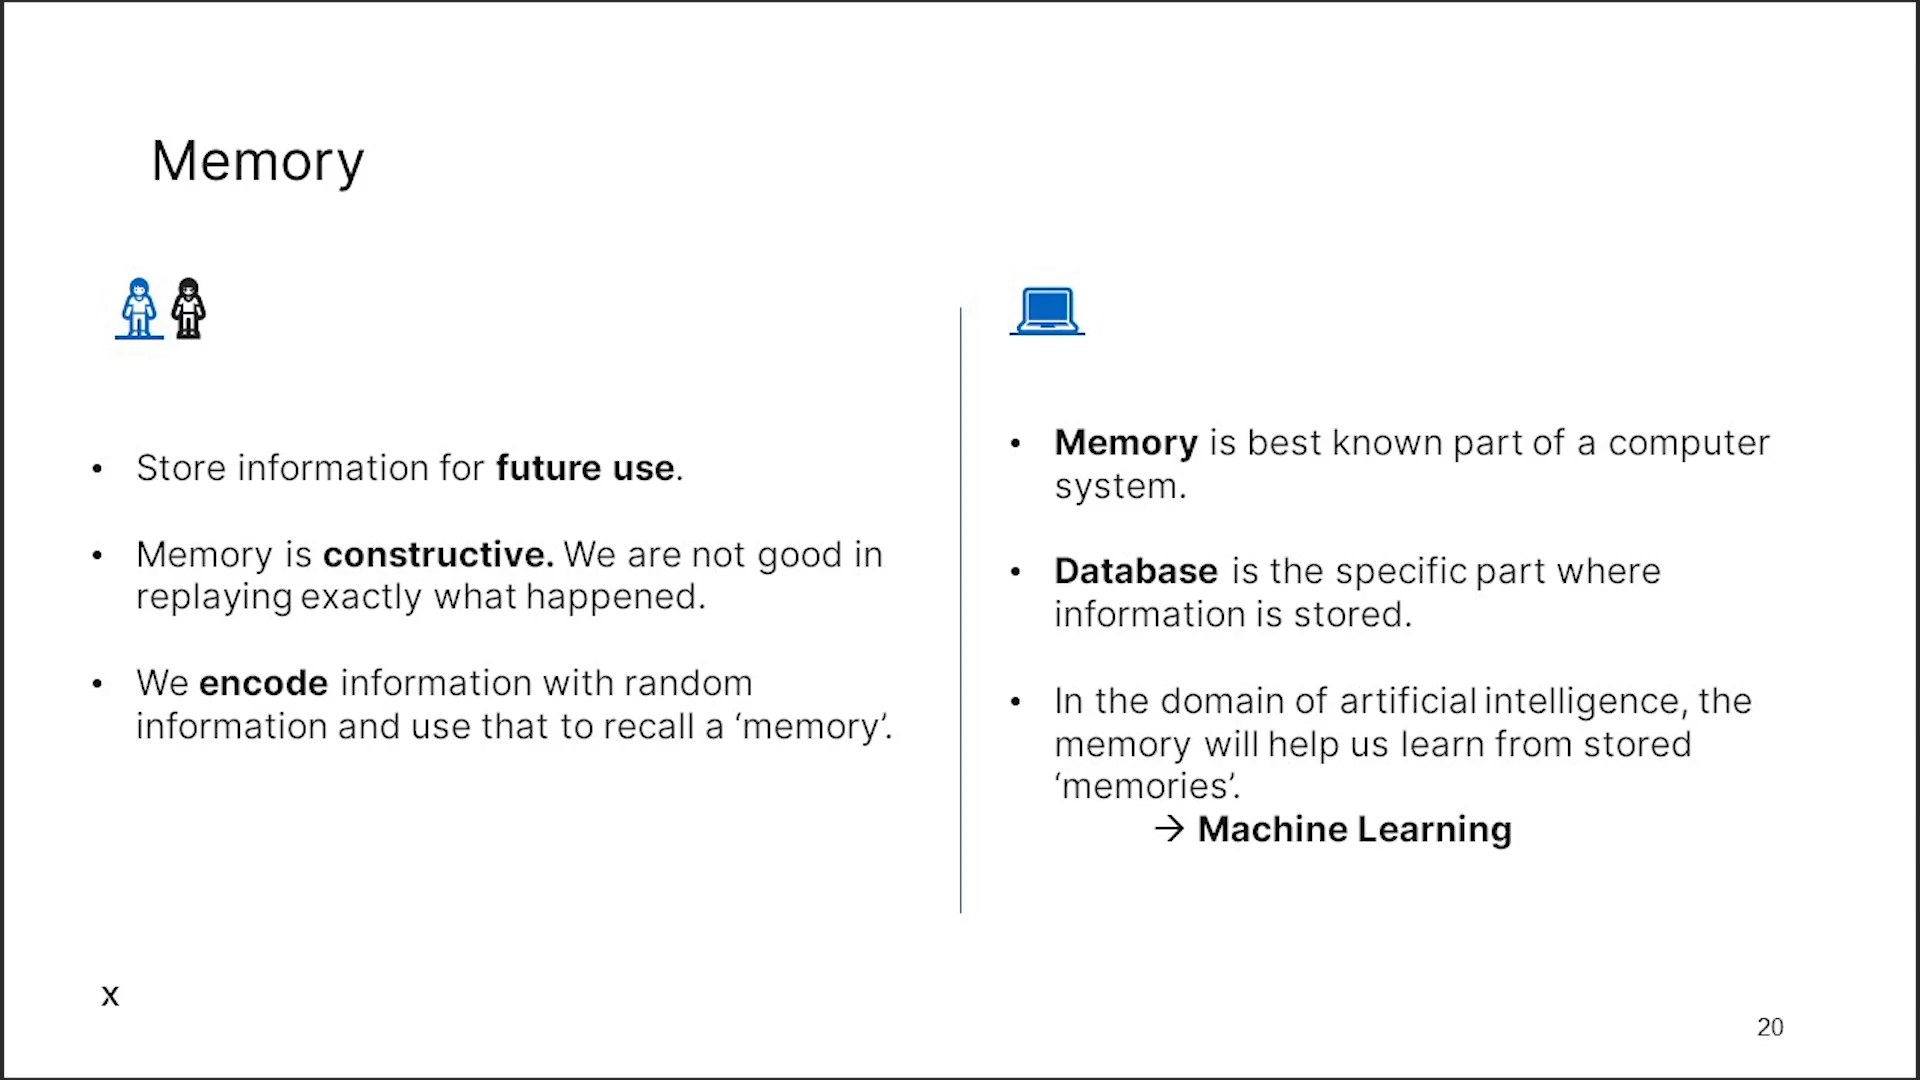 Memory
• Store information for future use.
• Memory is constructive. We are not good in
replaying exactly what happened.
• We encode information with random
information and use that to recall a ‘memory’.
• Memory is best known part of a computer
system.
• Database is the specific part where
information is stored.
• In the domain of artificial intelligence, the
memory will help us learn from stored
‘memories’.
→ Machine Learning
x
20